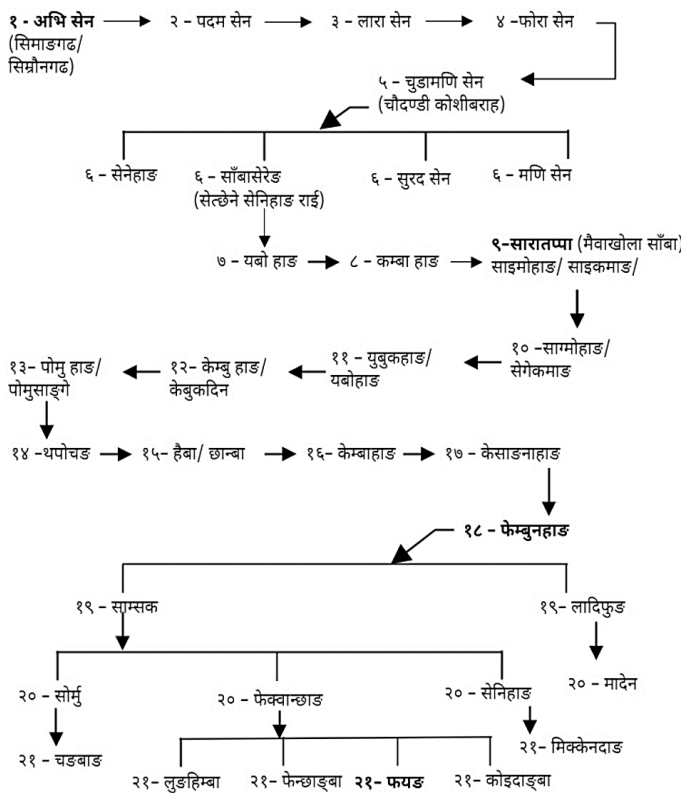 १ - अभि सेन
(सिमाङगढ/
सिम्रौनगढ)
२ - पदम सेन
३ - लारा सेन
४ -फोरा सेन
५ - चुडामणि सेन
(चौदण्डी कोशीबराह)
६ - सेनेहाङ
६ - साँबासेरेङ
(सेत्छेने सेनिहाङ राई)
६ - सुरद सेन
६ - मणि सेन
७ - यबो हाङ
८ - कम्बा हाङ
९-सारातप्पा (मैवाखोला साँबा)
साइमोहाङ/ साइकमाङ/
१० -साग्मोहाङ/
सेगेकमाङ
११ - युबुकहाङ/
यबोहाङ
१२- केम्बु हाङ/
केबुकदिन
१३- पोमु हाङ/
पोमुसाङ्गे
१४ -थपोचङ
१५- हैबा/ छान्बा
१६- केम्बाहाङ
१७ - केसाङनाहाङ
१८ - फेम्बुनहाङ
१९ - साम्सक
१९- लादिफुङ
२० - सोर्मु
२० - फेक्वान्छाङ
२० - सेनिहाङ
२० - मादेन
२१ - चङबाङ
२१- लुङहिम्बा
२१- फेन्छाङ्बा
२१- फयङ
२१- कोइदाङ्बा
२१- मिक्केनदाङ